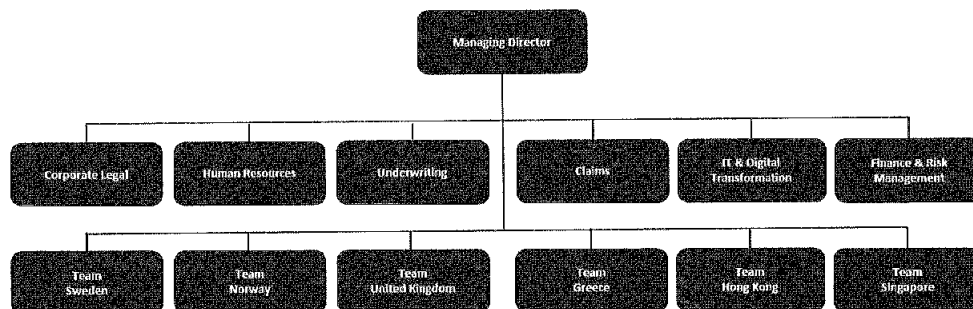 Managing Director
Corporate Legal
Human Resources
Underwriting
Claims
IT & Digital
Transformation
Finance & Risk
Management
Team
Sweden
Team
Norway
Team
United Kingdom
Team
Greece
Team
Hong Kong
Team
Singapore